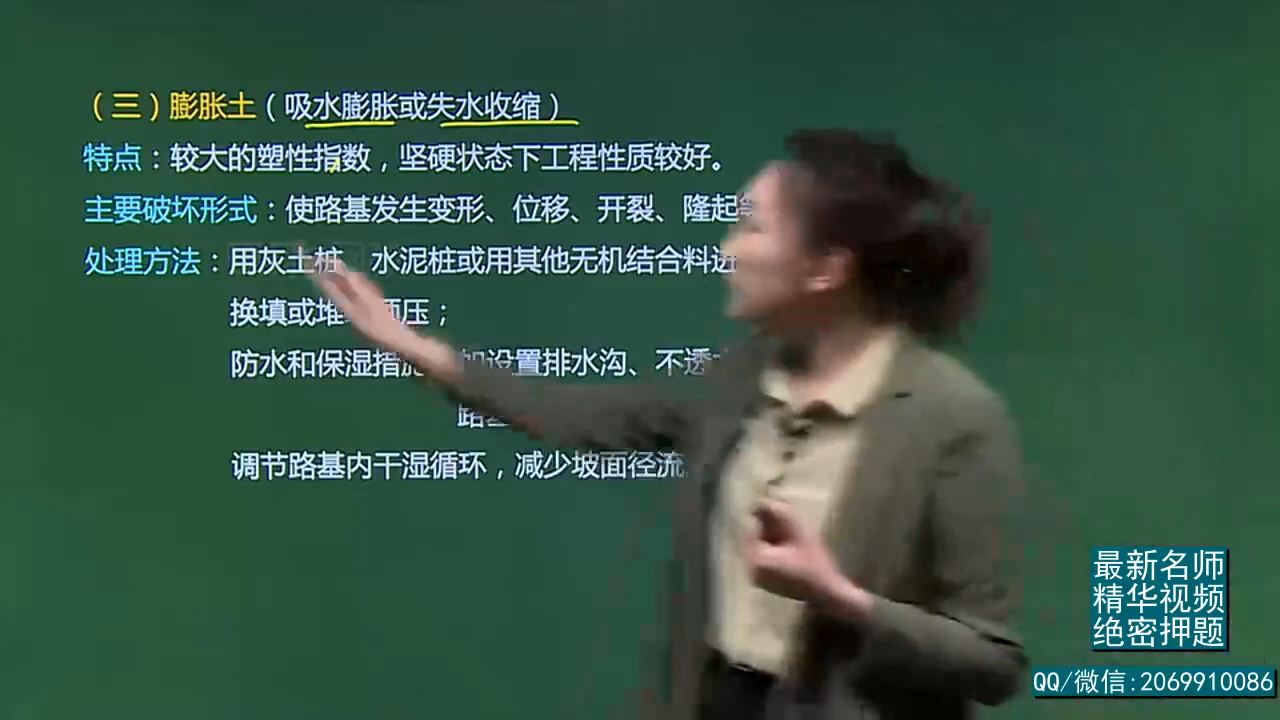 （三）膨胀土（吸水膨胀或失水收缩）
特点：较大的塑性指数，坚硬状态下工程性质较好。
主要破坏形式：使路基发生变形、位移、开裂、隆起
处理方法：用灰土桩、水泥桩或用其他无机结合料进
换填或堆 预压；
防水和保湿措施 如设置排水沟、不透
路基
调节路基内干湿循环，减少坡面径流
最新名师
精华视频
绝密押题
QQ/微信:2069910086